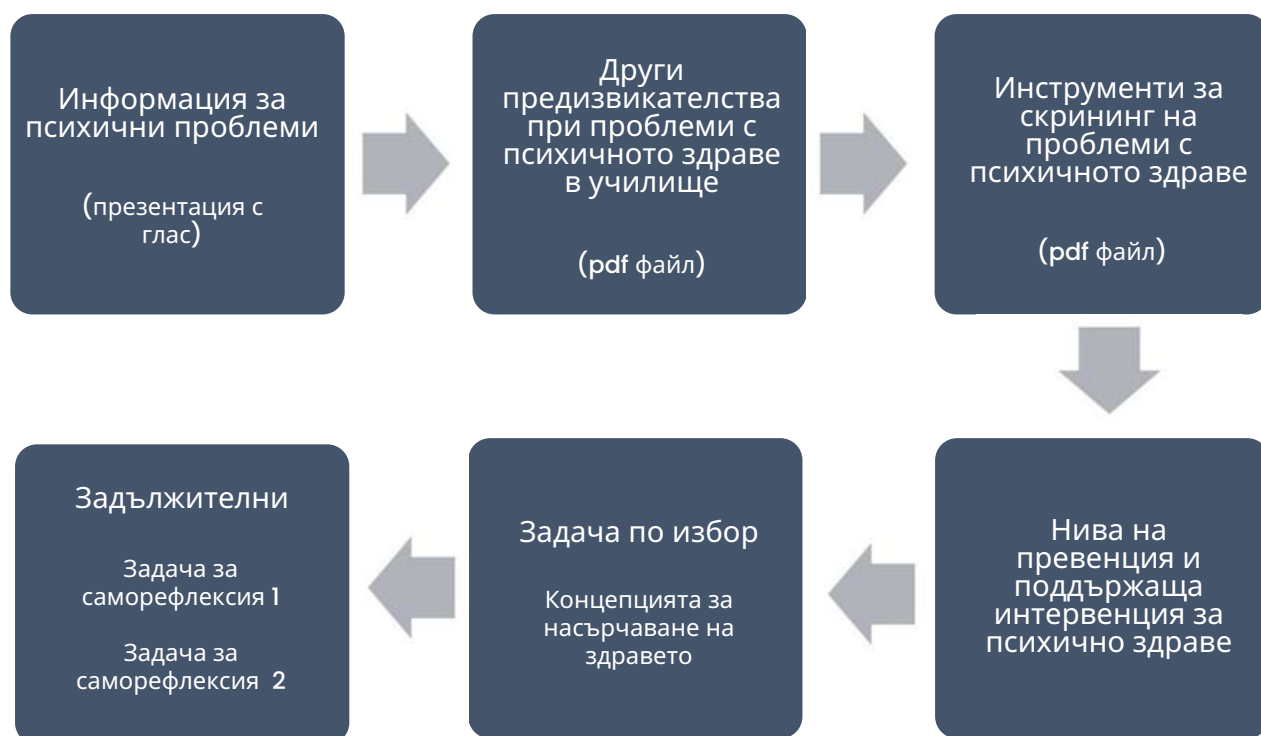 Информация за
психични проблеми
(презентация с
глас)
Други
предизвикателства
при проблеми с
психичното здраве
в училище
(pdf файл)
Инструменти за
скрининг на
проблеми с
психичното здраве
(pdf файл)
Нива на
превенция и
поддържаща
интервенция за
психично здраве
Задача по избор
Концепцията за
насърчаване на
здравето
Задължителни
Задача за
саморефлексия 1
Задача за
саморефлексия 2